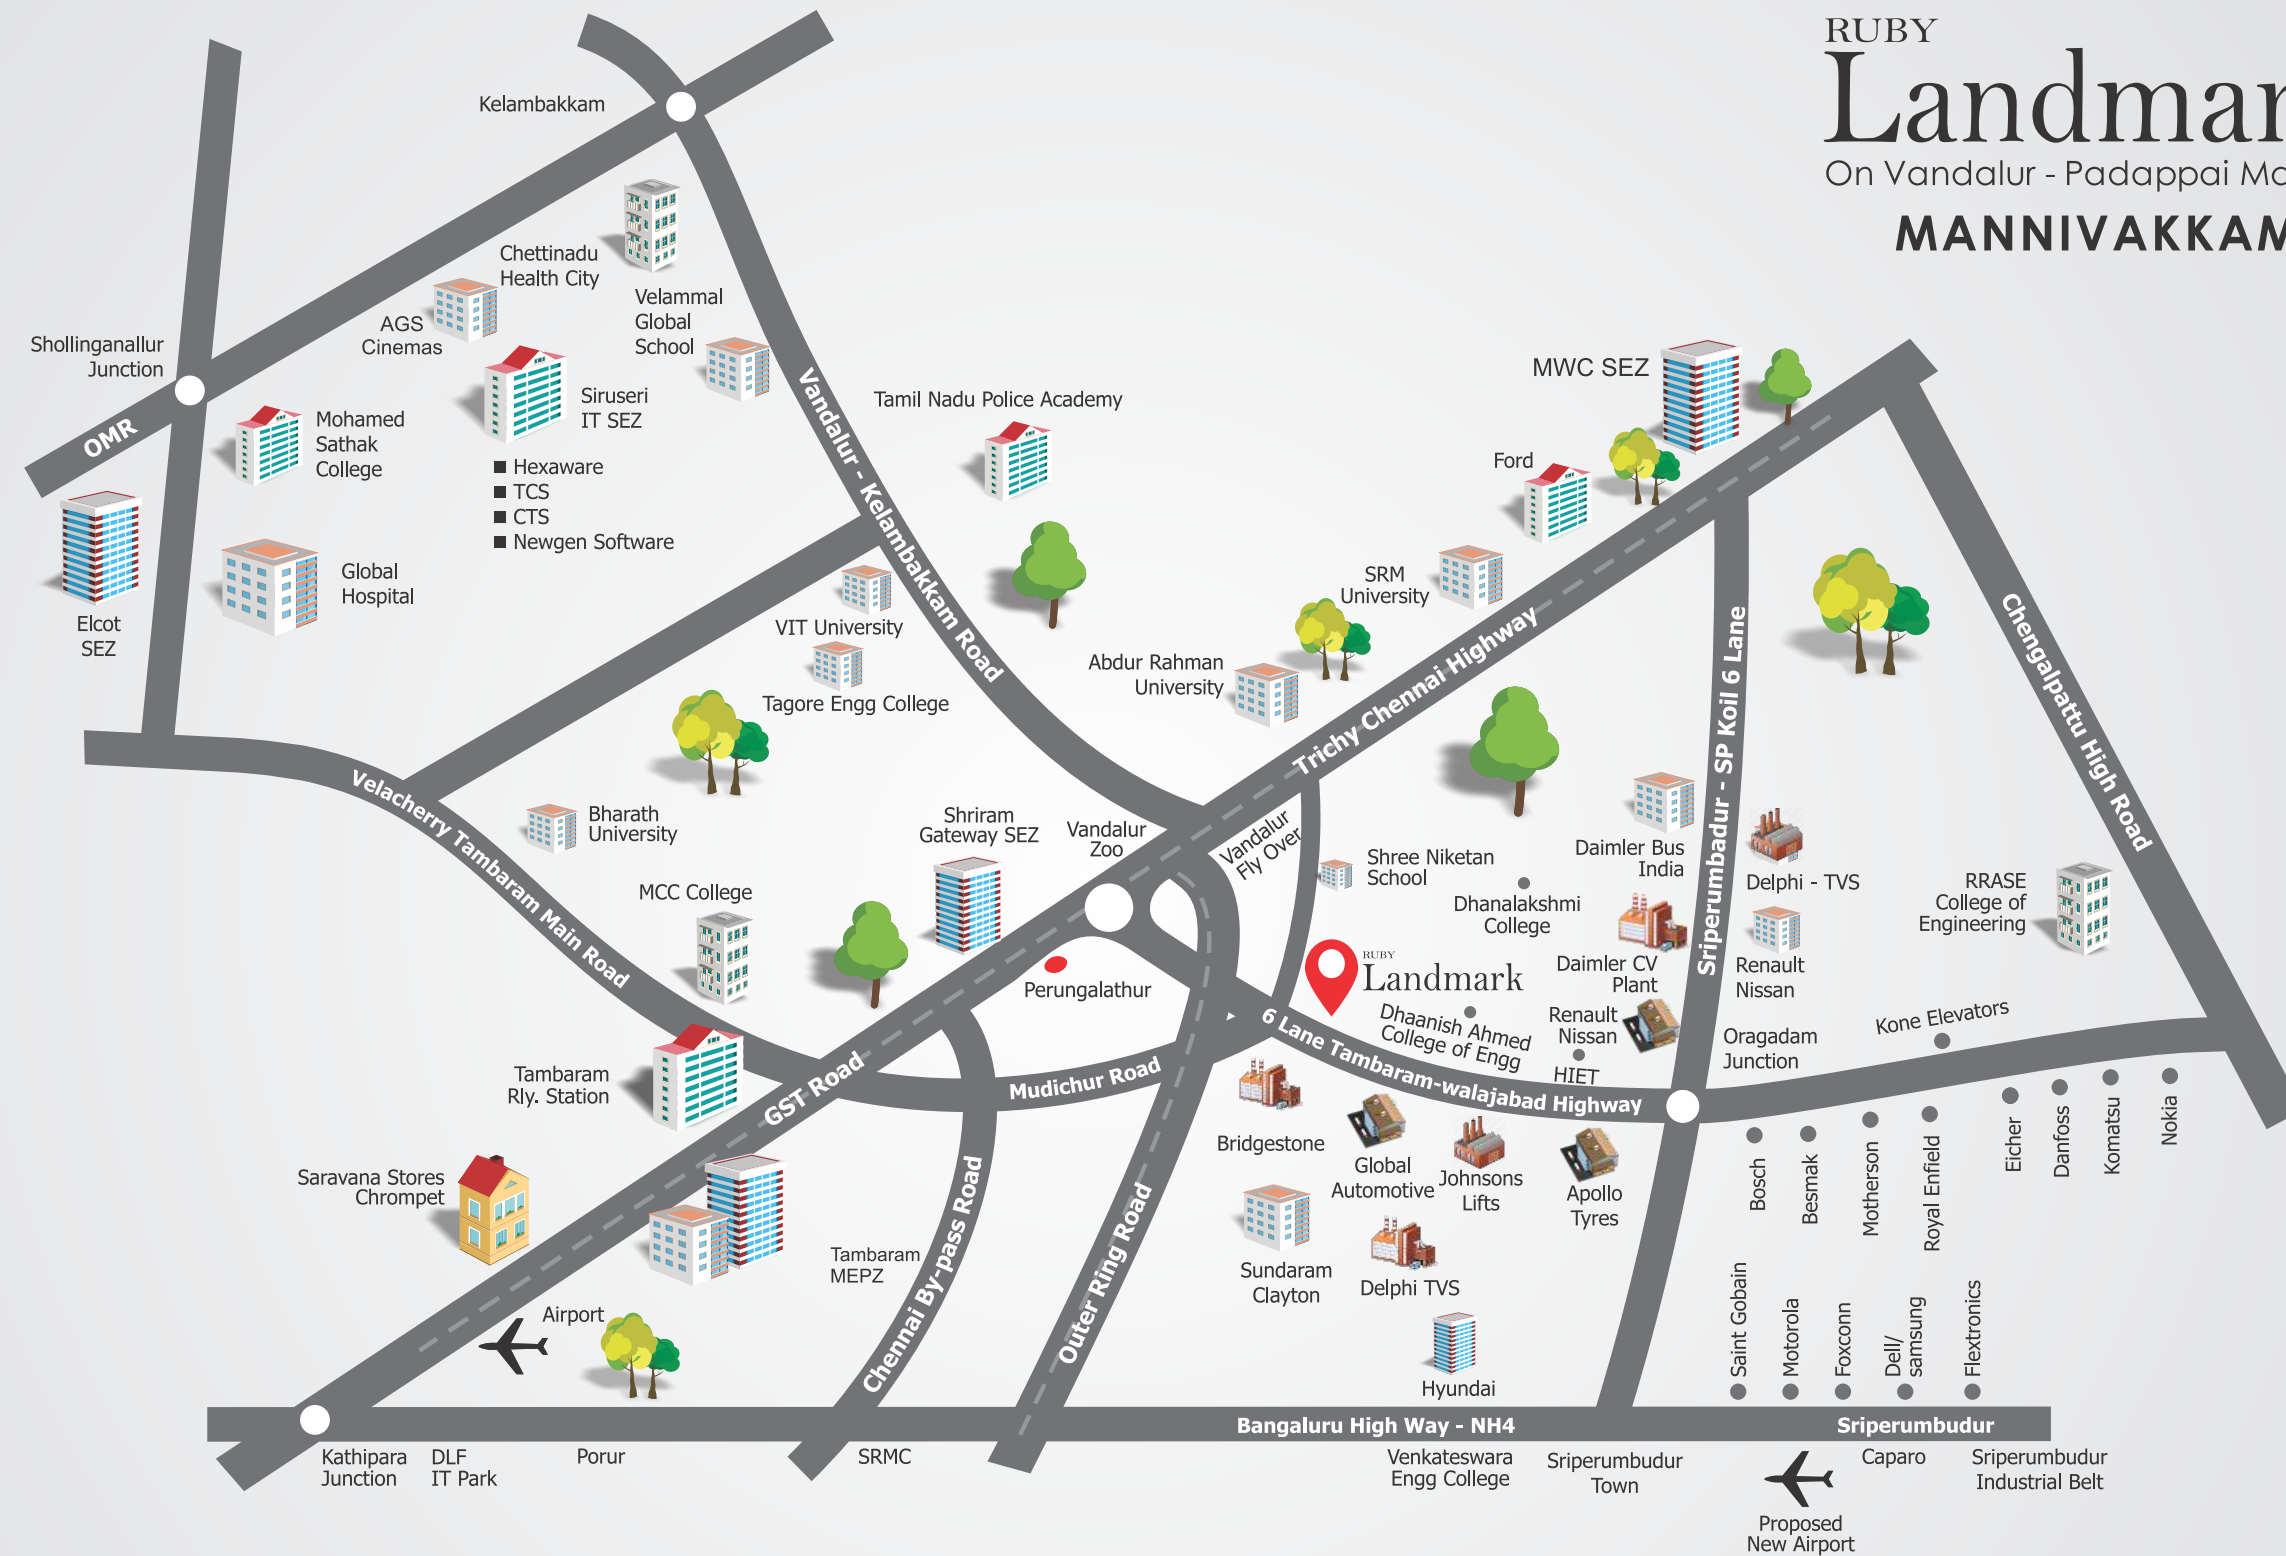 RUBY
Landmar
On Vandalur - Padappai Ma
MANNIVAKKAM
Kelambakkam
Chettinadu
Health City
AGS
Cinemas
Velammal
Global
School
Shollinganallur
Junction
OMR
Mohamed
Sathak
College
Siruseri
IT SEZ
Hexaware
TCS
CTS
Newgen Software
Elcot
SEZ
Global
Hospital
Vandalur - Kelambakkam Road
Tamil Nadu Police Academy
MWC SEZ
Ford
SRM
University
Abdur Rahman
University
VIT University
Tagore Engg College
Trichy Chennai Highway
Chengalpattu High Road
Sriperumbadur - SP Koil 6 Lane
Velacherry Tambaram Main Road
Bharath
University
Shriram
Gateway SEZ
Vandalur
Zoo
Vandalur
Fly Over
Shree Niketan
School
Dhanalakshmi
College
Daimler Bus
India
Delphi - TVS
RRASE
College of
Engineering
MCC College
Perungalathur
RUBY
Landmark
Daimler CV
Plant
Renault
Nissan
Dhaanish Ahmed
College of Engg
Renault
Nissan
HIET
Oragadam
Junction
Kone Elevators
6 Lane Tambaram-walajabad Highway
Tambaram
Rly. Station
GST Road
Mudichur Road
Bridgestone
Global
Automotive
Johnsons
Lifts
Apollo
Tyres
Bosch
Besmak
Motherson
Royal Enfield
Eicher
Danfoss
Komatsu
Nokia
Saravana Stores
Chrompet
Tambaram
MEPZ
Chennai By-pass Road
Outer Ring Road
Sundaram
Clayton
Delphi TVS
Hyundai
Saint Gobain
Motorola
Foxconn
Dell/
samsung
Flextronics
Airport
Bangaluru High Way - NH4
Sriperumbudur
Kathipara
Junction
DLF
IT Park
Porur
SRMC
Venkateswara
Engg College
Sriperumbudur
Town
Caparo
Sriperumbudur
Industrial Belt
Proposed
New Airport